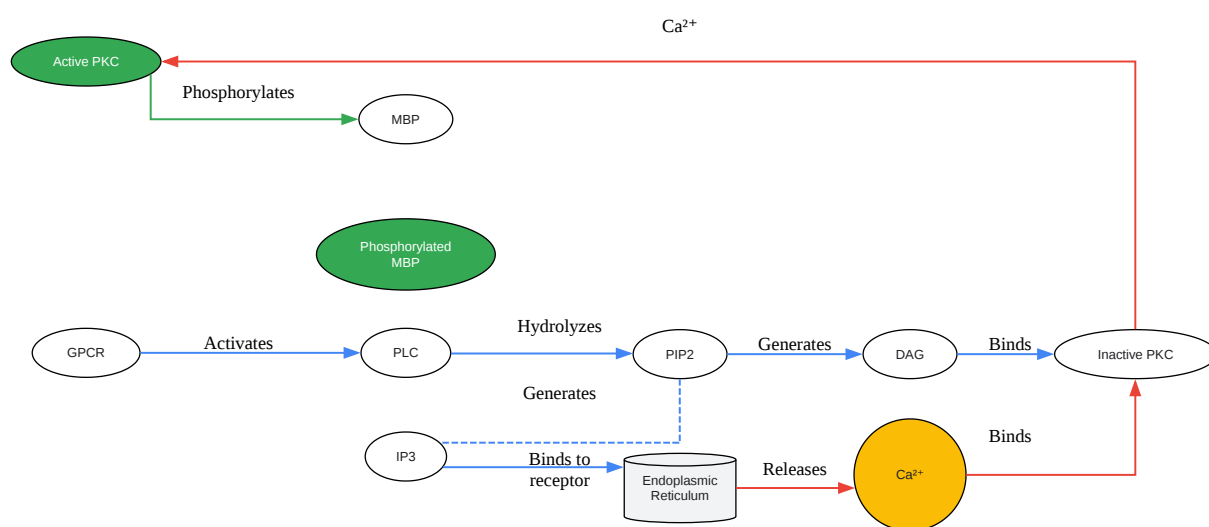 Ca²⁺
Active PKC
Phosphorylates
MBP
Phosphorylated
MBP
GPCR
Activates
PLC
Hydrolyzes
PIP2
Generates
DAG
Binds
Inactive PKC
Generates
IP3
Binds to
receptor
Endoplasmic
Reticulum
Releases
Ca²⁺
Binds